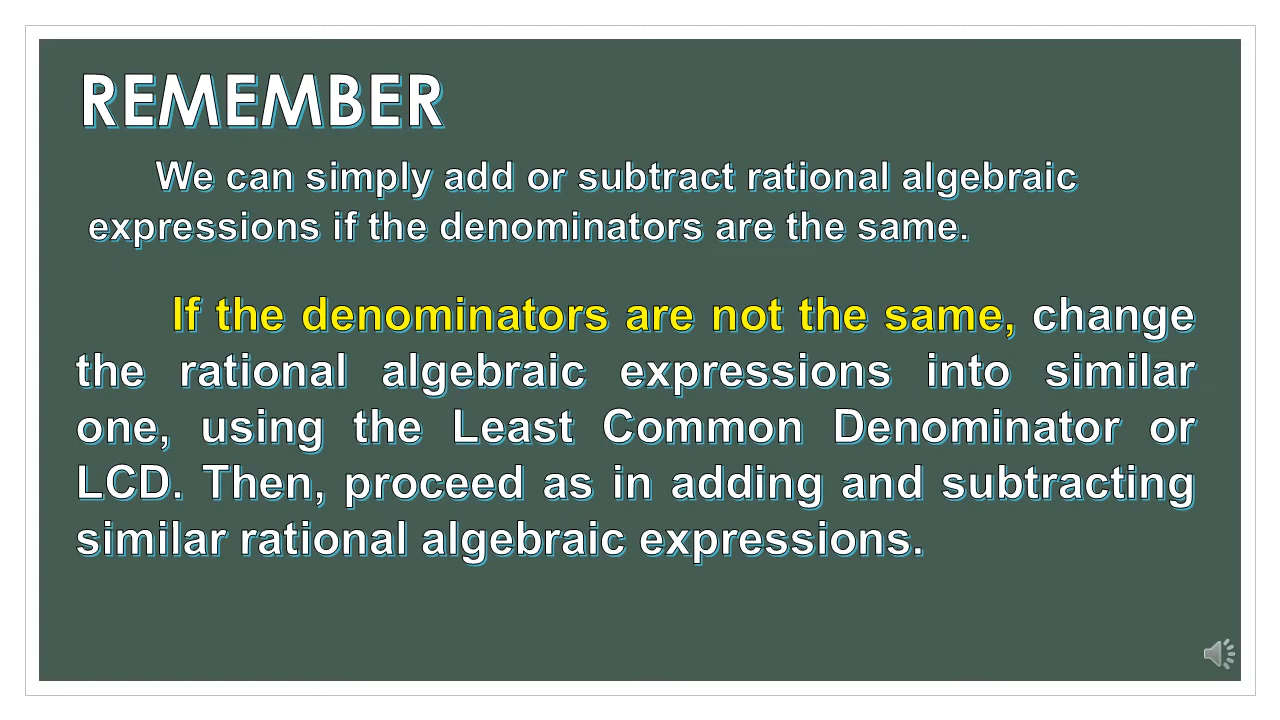 REMEMBER
We can simply add or subtract rational algebraic
expressions if the denominators are the same.
If the denominators are not the same, change
the rational algebraic expressions into similar
one, using the Least Common Denominator or
LCD. Then, proceed as in adding and subtracting
similar rational algebraic expressions.